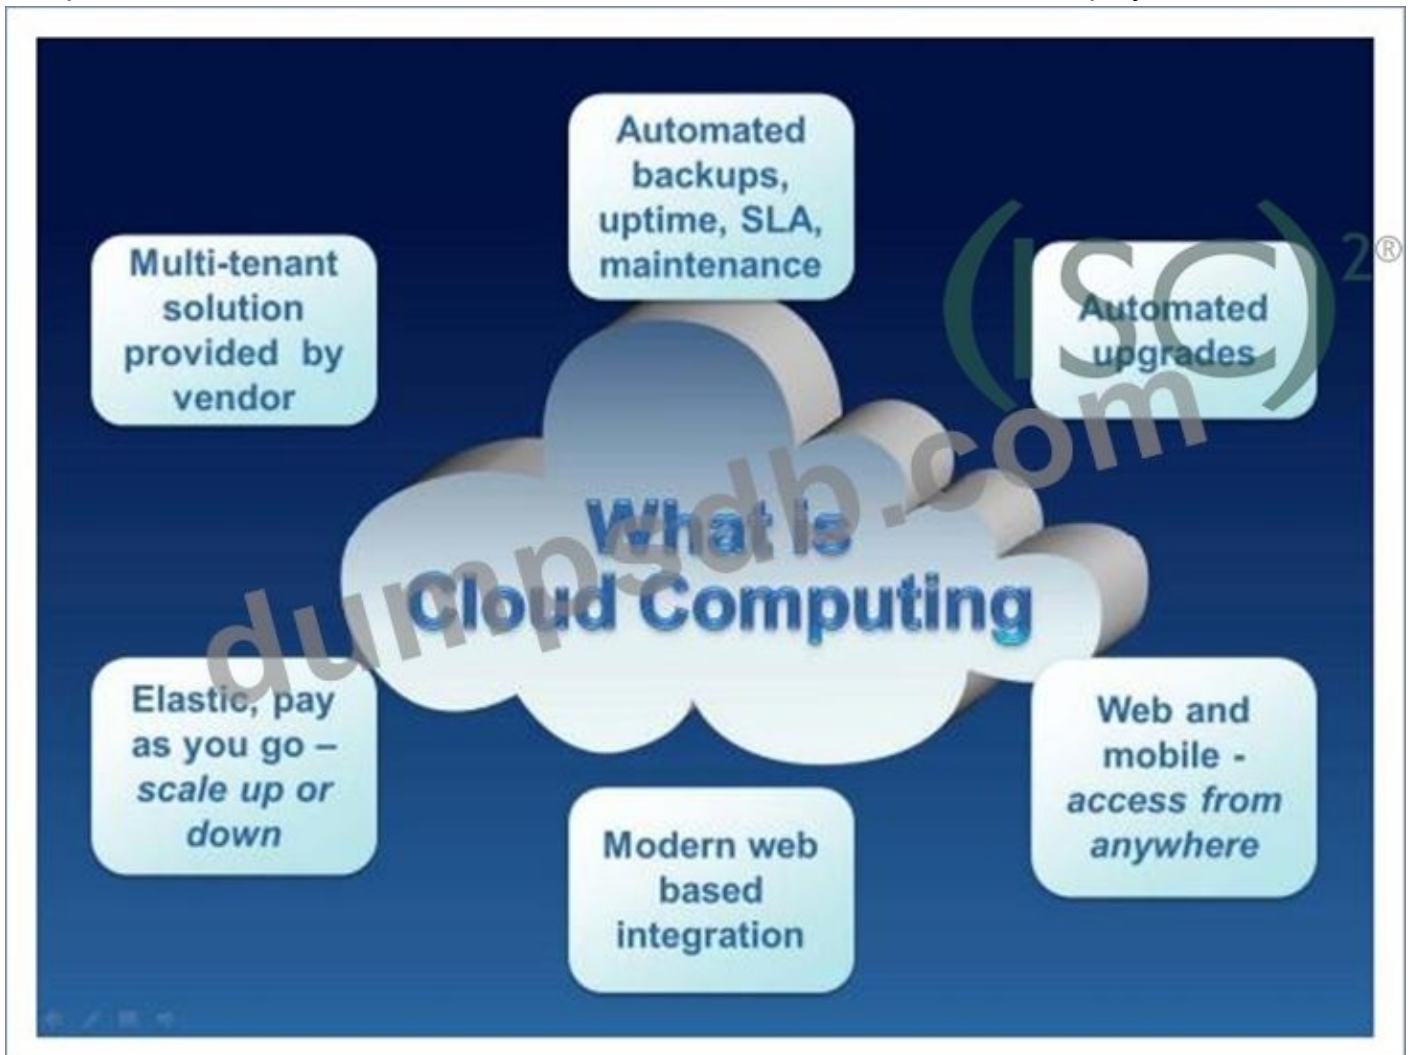 Automated
backups,
uptime, SLA,
maintenance
Multi-tenant
solution
provided by
vendor
(ISC)²®
Automated
upgrades
What is
Cloud Computing
dumpsdb.com
Elastic, pay
as you go –
scale up or
down
Web and
mobile -
access from
anywhere
Modern web
based
integration